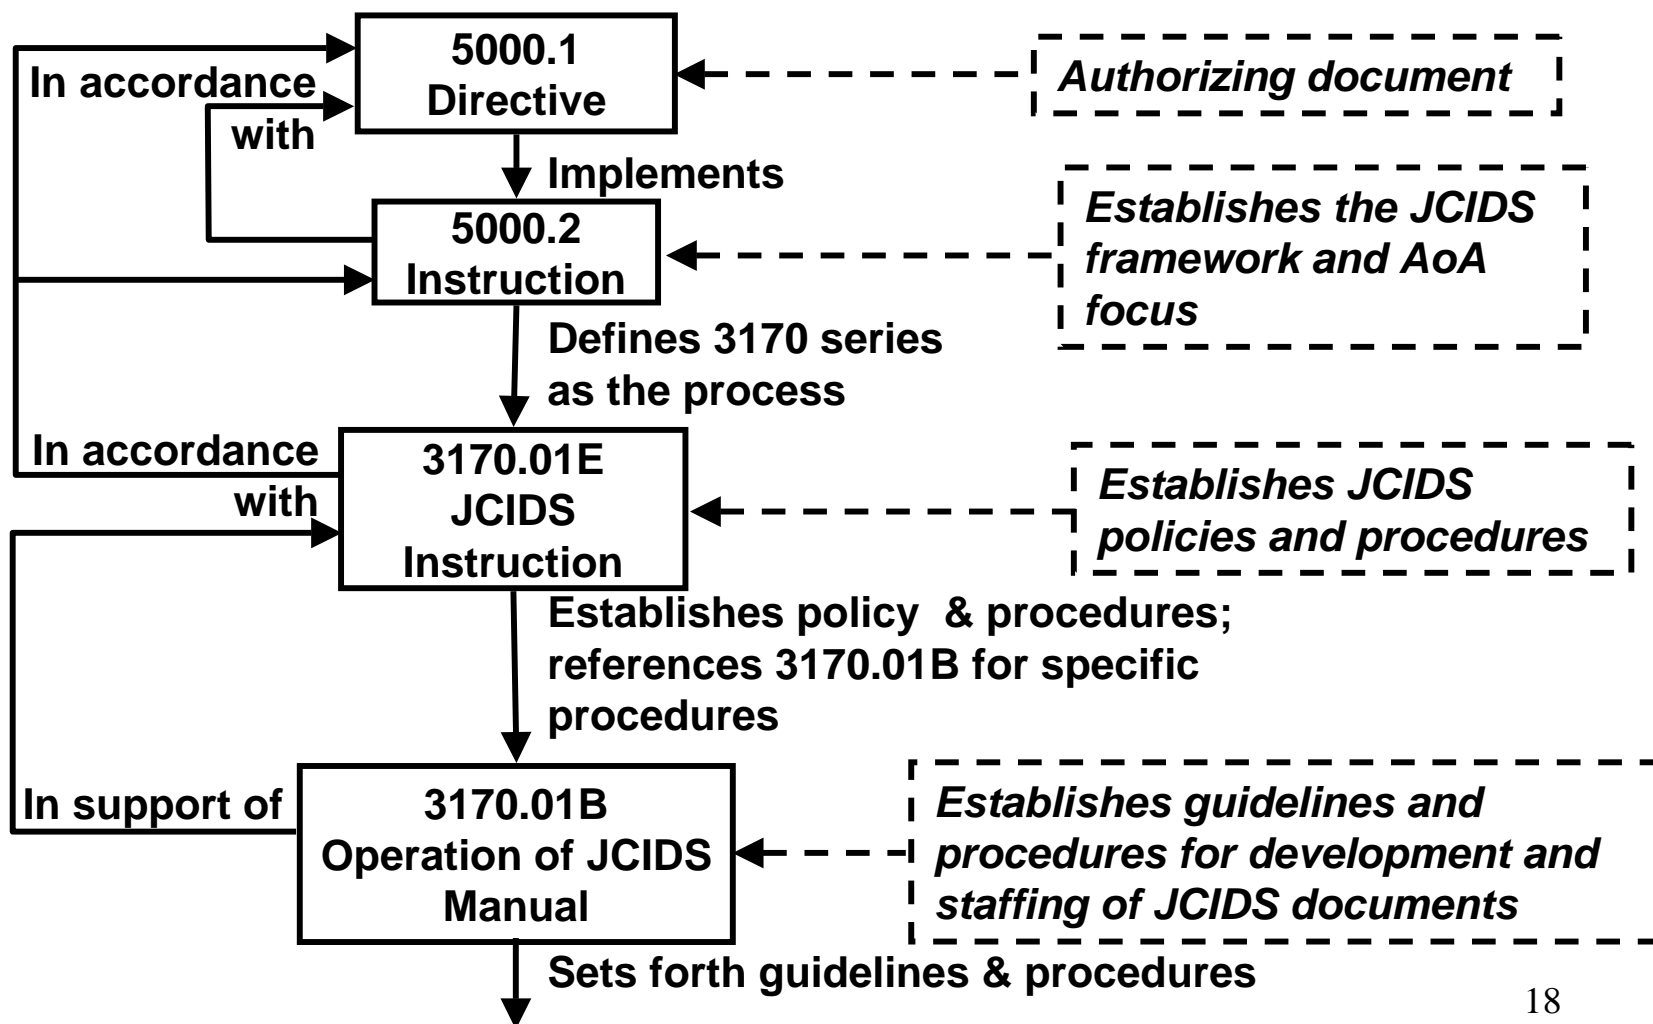 5000.1
Directive
In accordance
with
Authorizing document
Implements
5000.2
Instruction
Establishes the JCIDS
framework and AoA
focus
Defines 3170 series
as the process
In accordance
with
3170.01E
JCIDS
Instruction
Establishes JCIDS
policies and procedures
Establishes policy & procedures;
references 3170.01B for specific
procedures
In support of
3170.01B
Operation of JCIDS
Manual
Establishes guidelines and
procedures for development and
staffing of JCIDS documents
Sets forth guidelines & procedures
18